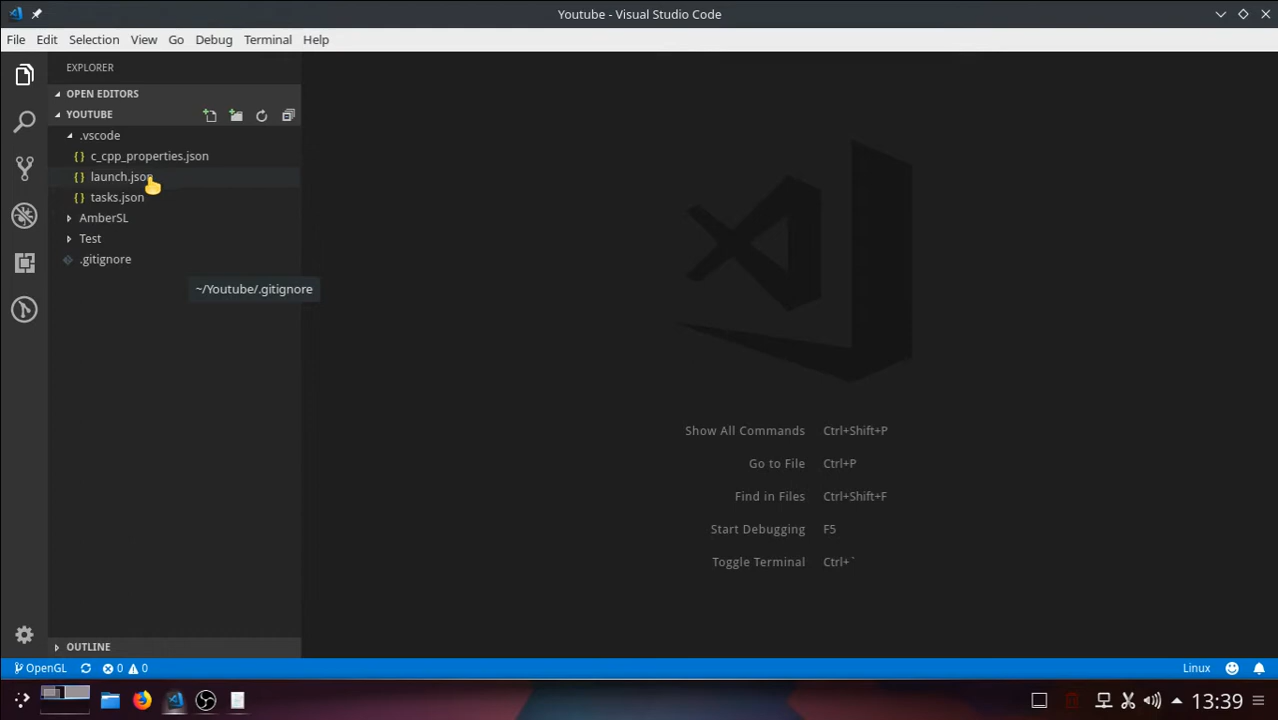 Youtube - Visual Studio Code
File Edit Selection View Go Debug Terminal Help
EXPLORER
OPEN EDITORS
YOUTUBE
.vscode
{ } c_cpp_properties.json
{ } launch.json
{ } tasks.json
AmberSL
Test
.gitignore
~/Youtube/.gitignore
Show All Commands Ctrl+Shift+P
Go to File Ctrl+P
Find in Files Ctrl+Shift+F
Start Debugging F5
Toggle Terminal Ctrl+`
OUTLINE
OpenGL 0 0 Linux
13:39